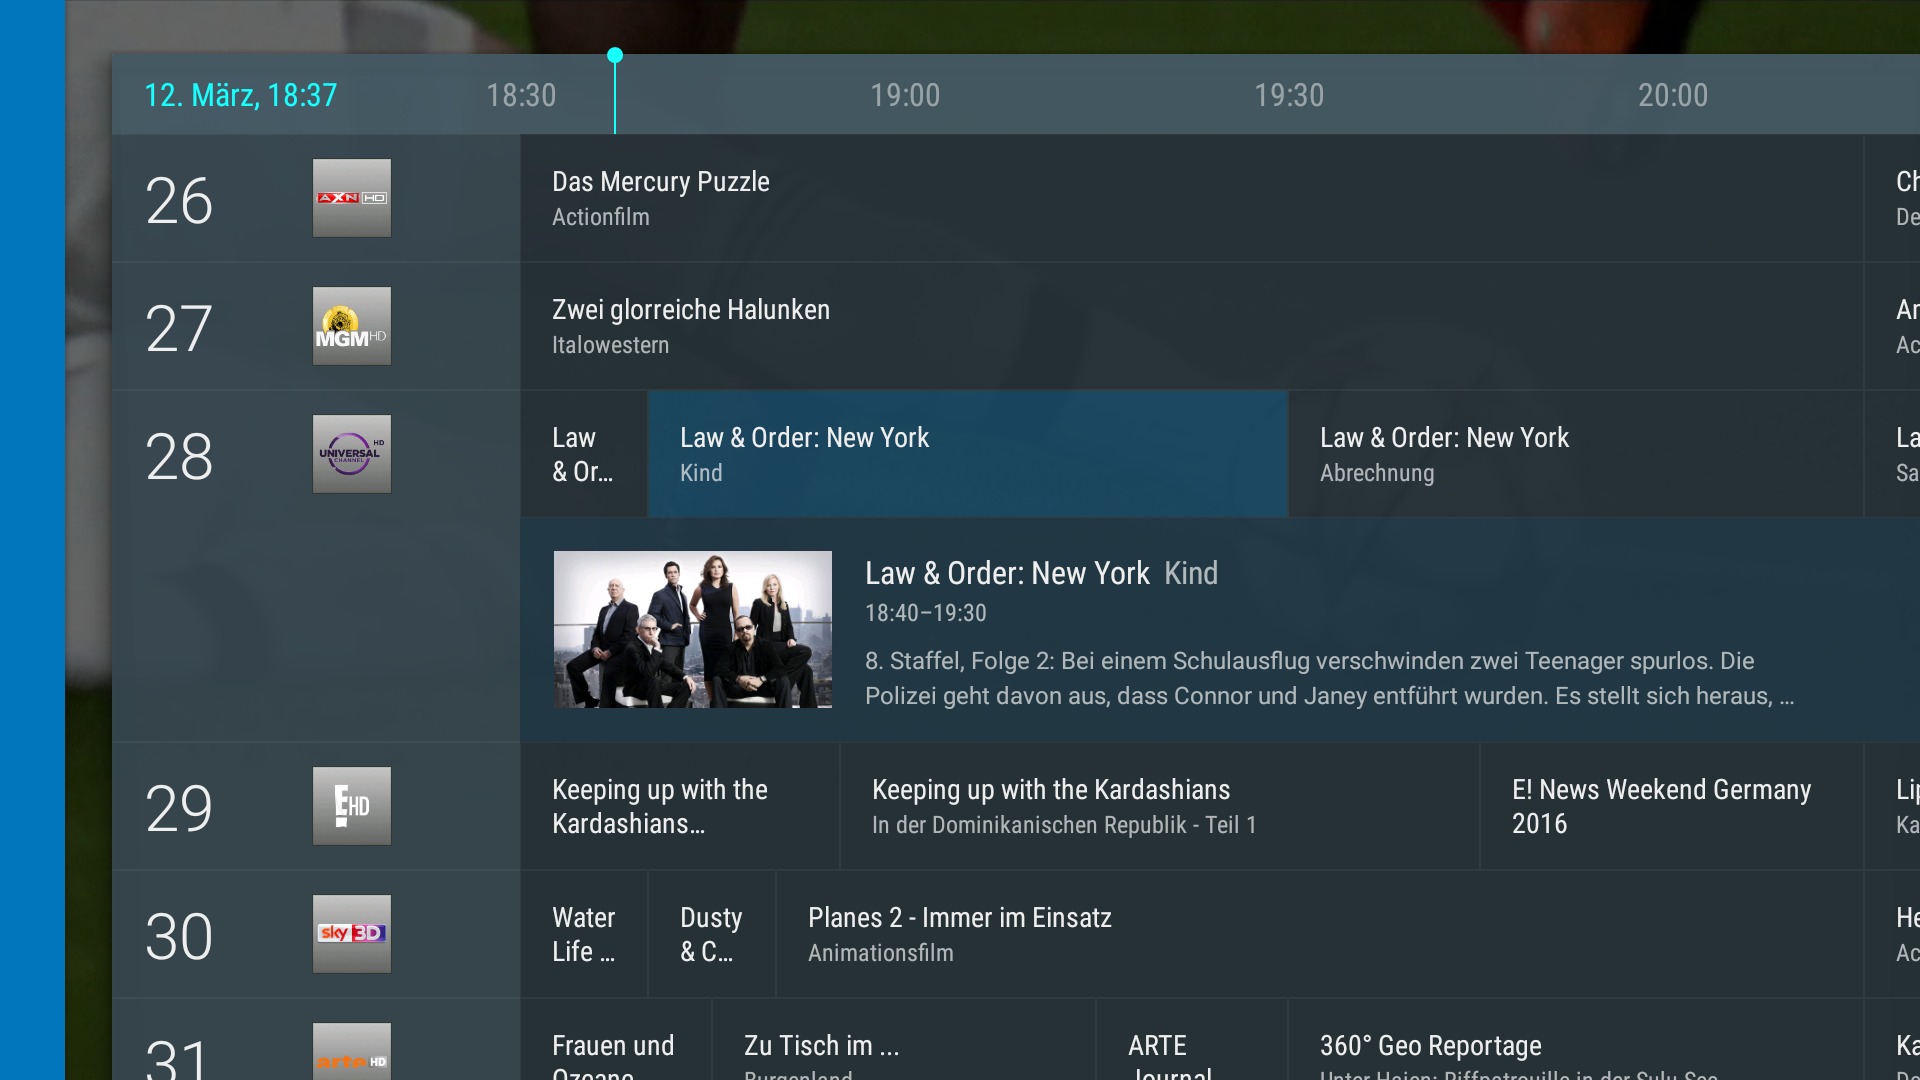 12. März, 18:37 18:30 19:00 19:30 20:00
26 AXN HD Das Mercury Puzzle Ch
Actionfilm De
27 MGM HD Zwei glorreiche Halunken An
Italowestern Ac
28 UNIVERSAL CHANNEL HD Law & Or... Law & Order: New York Law & Order: New York La
Kind Abrechnung Sa
Law & Order: New York Kind
18:40–19:30
8. Staffel, Folge 2: Bei einem Schulausflug verschwinden zwei Teenager spurlos. Die
Polizei geht davon aus, dass Connor und Janey entführt wurden. Es stellt sich heraus, ...
29 E! HD Keeping up with the Kardashians... Keeping up with the Kardashians E! News Weekend Germany 2016 Lip
In der Dominikanischen Republik - Teil 1 Ka
30 sky 3D Water Life ... Dusty & C... Planes 2 - Immer im Einsatz He
Animationsfilm Ac
31 arte HD Frauen und Ozeane Zu Tisch im ... ARTE Journal 360° Geo Reportage Ka
Burgenland Unter Haien: Riffpatrouille in der Sulu-See